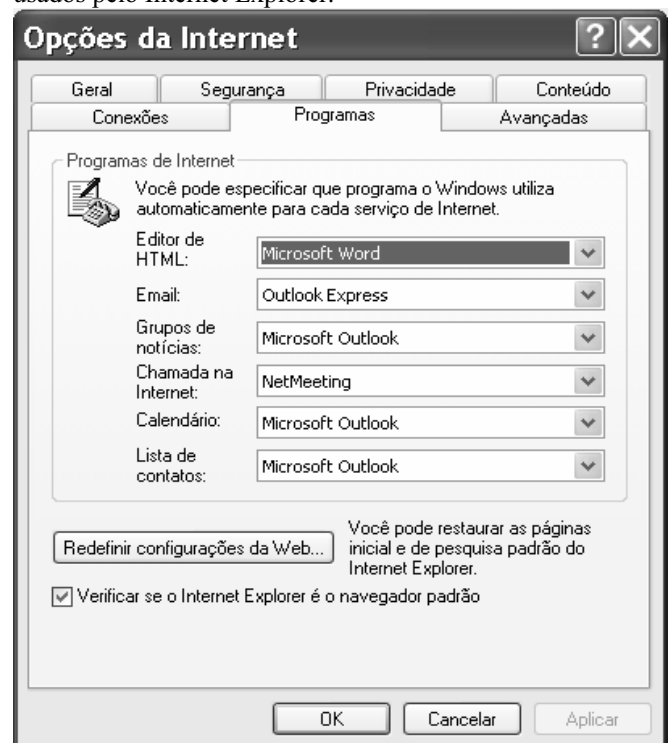 usados pelo Internet Explorer.
Opções da Internet
Geral Segurança Privacidade Conteúdo
Conexões Programas Avançadas
Programas de Internet
Você pode especificar que programa o Windows utiliza
automaticamente para cada serviço de Internet.
Editor de
HTML: Microsoft Word
Email: Outlook Express
Grupos de
notícias: Microsoft Outlook
Chamada na
Internet: NetMeeting
Calendário: Microsoft Outlook
Lista de
contatos: Microsoft Outlook
Redefinir configurações da Web...
Você pode restaurar as páginas
inicial e de pesquisa padrão do
Internet Explorer.
Verificar se o Internet Explorer é o navegador padrão
OK Cancelar Aplicar